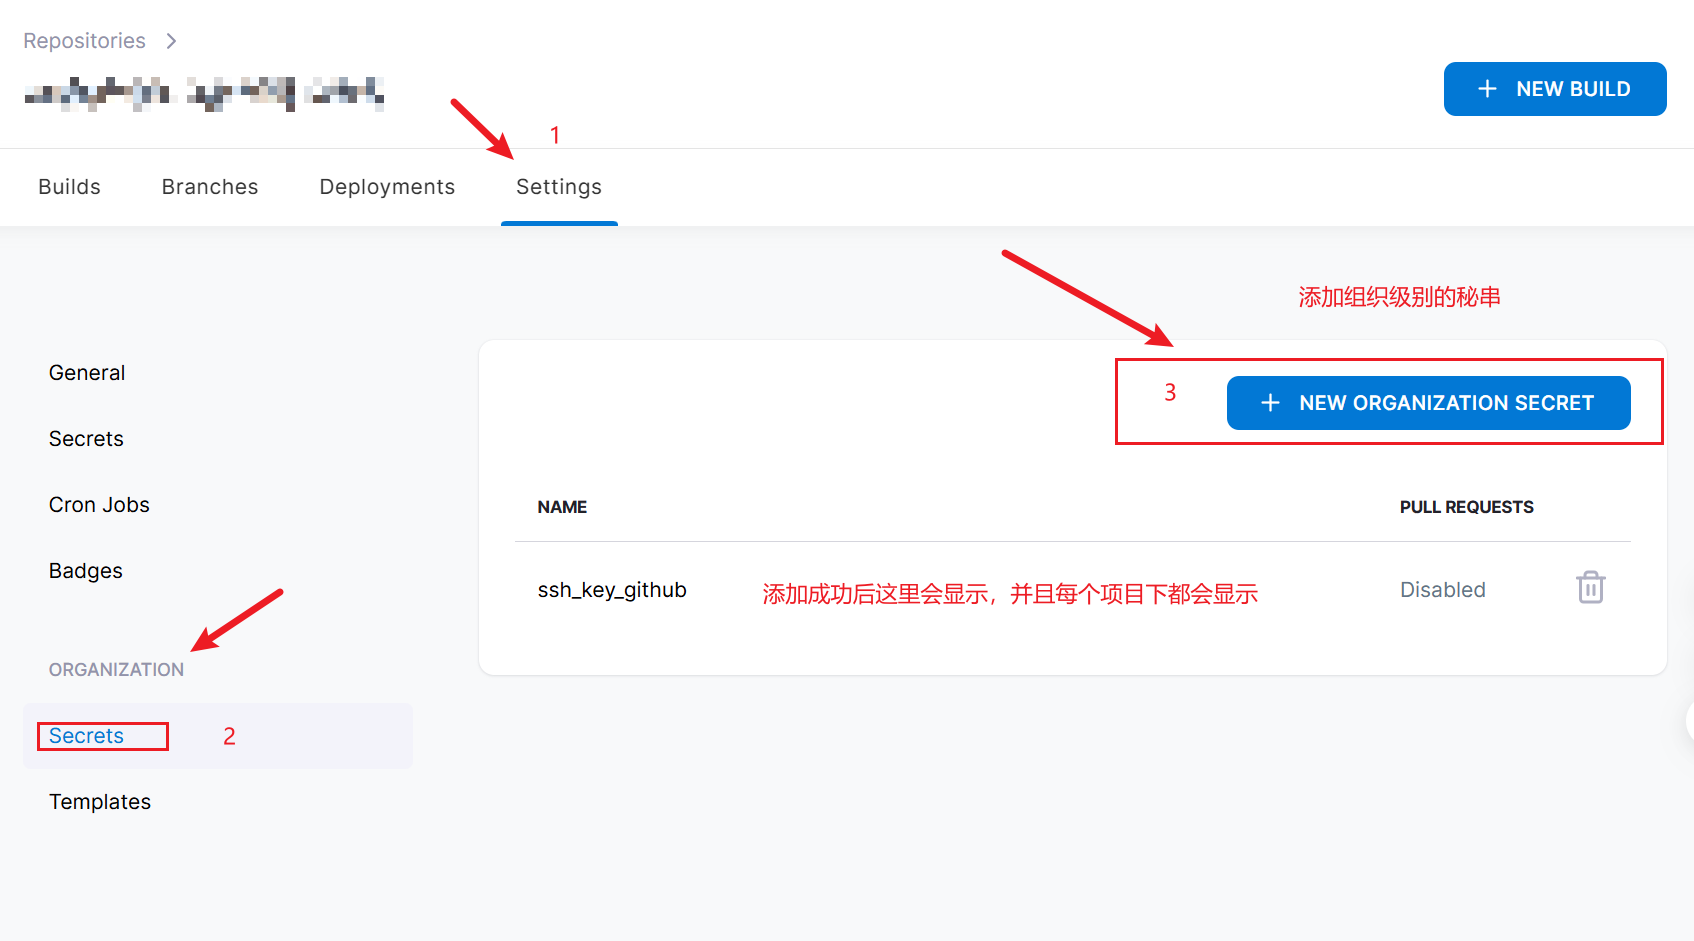 Repositories
NEW BUILD
1
Builds
Branches
Deployments
Settings
添加组织级别的秘串
General
Secrets
Cron Jobs
Badges
ORGANIZATION
Secrets
2
Templates
3
NEW ORGANIZATION SECRET
NAME
PULL REQUESTS
ssh_key_github
添加成功后这里会显示，并且每个项目下都会显示
Disabled